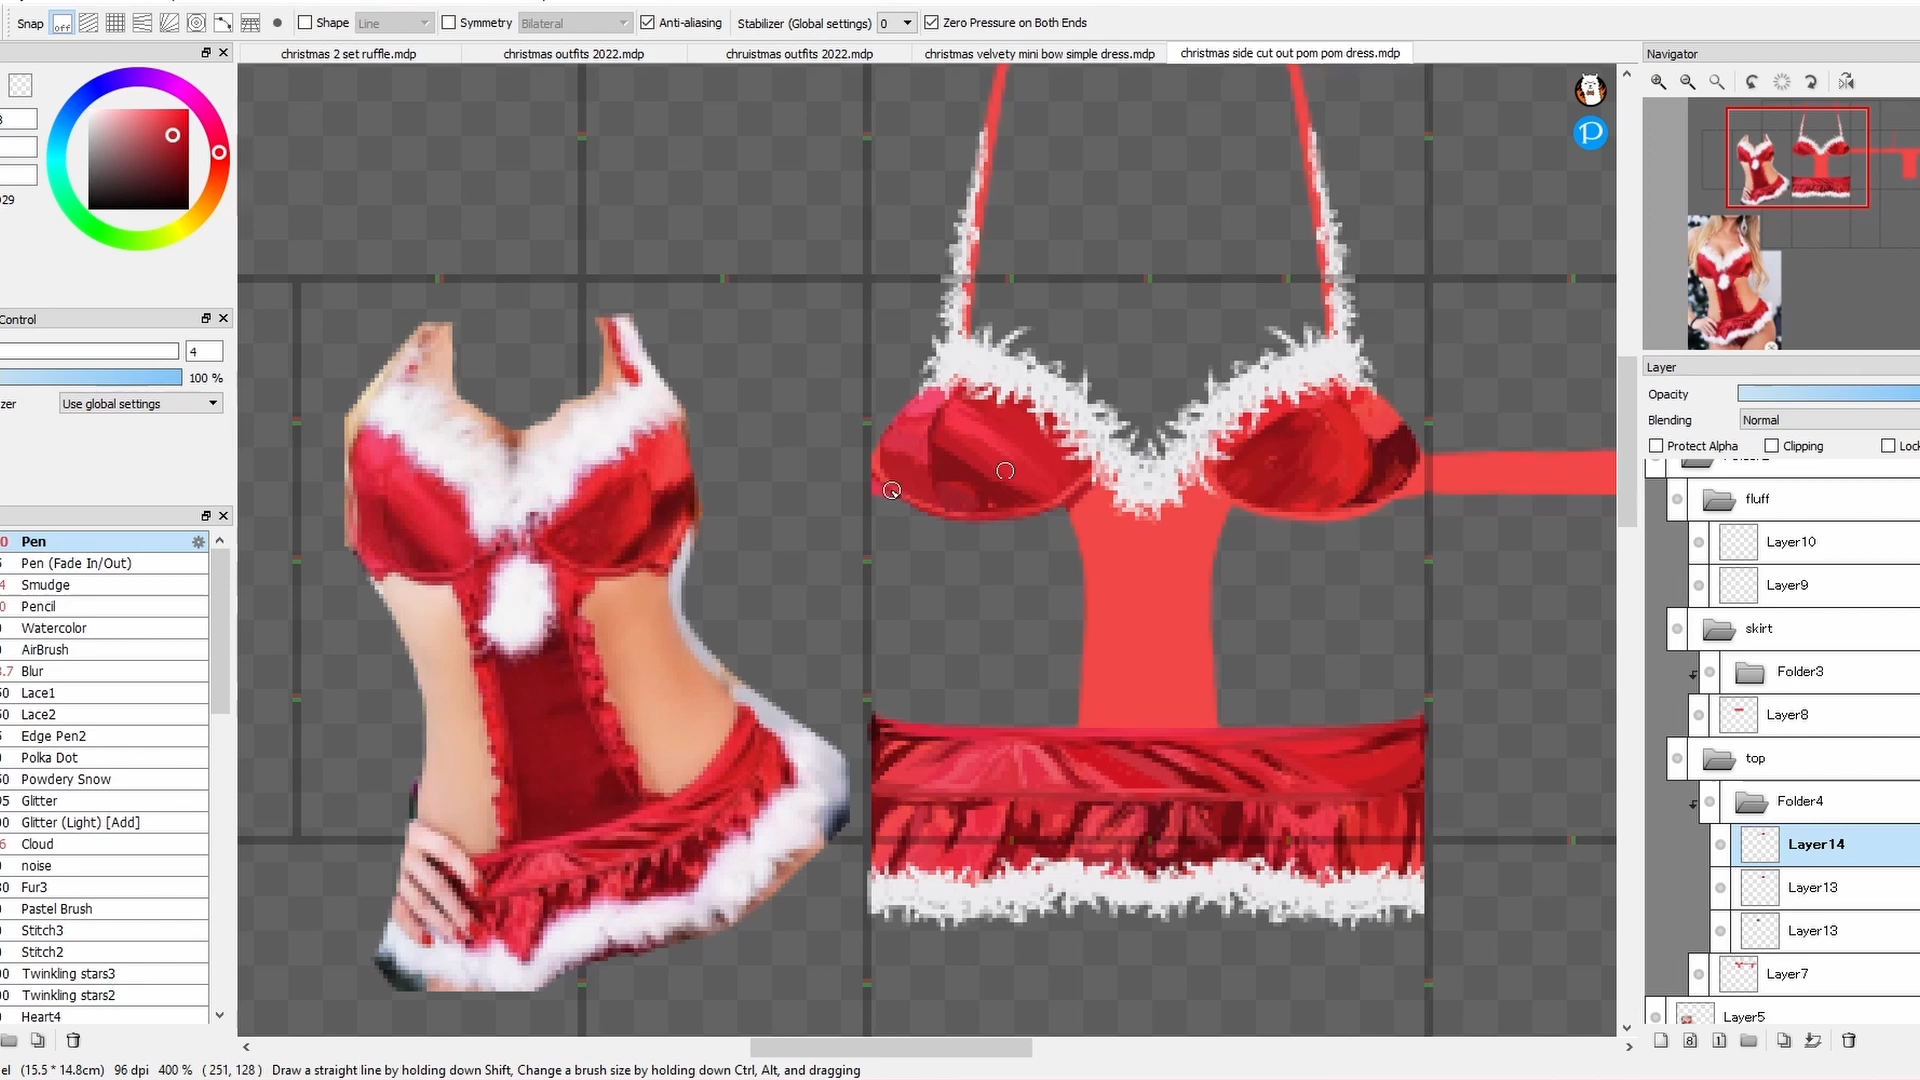 Snap off Shape Line Symmetry Bilateral Anti-aliasing Stabilizer (Global settings) 0 Zero Pressure on Both Ends
christmas 2 set ruffle.mdp
christmas outfits 2022.mdp
chruistmas outfits 2022.mdp
christmas velvety mini bow simple dress.mdp
christmas side cut out pom pom dress.mdp
Navigator
Control
4
100 %
Use global settings
Pen
Pen (Fade In/Out)
Smudge
Pencil
Watercolor
AirBrush
Blur
Lace1
Lace2
Edge Pen2
Polka Dot
Powdery Snow
Glitter
Glitter (Light) [Add]
Cloud
noise
Fur3
Pastel Brush
Stitch3
Stitch2
Twinkling stars3
Twinkling stars2
Heart4
P
Layer
Opacity
Blending Normal
Protect Alpha Clipping
fluff
Layer10
Layer9
skirt
Folder3
Layer8
top
Folder4
Layer14
Layer13
Layer13
Layer7
Layer5
(15.5 * 14.8cm) 96 dpi 400 % ( 251, 128 ) Draw a straight line by holding down Shift, Change a brush size by holding down Ctrl, Alt, and dragging